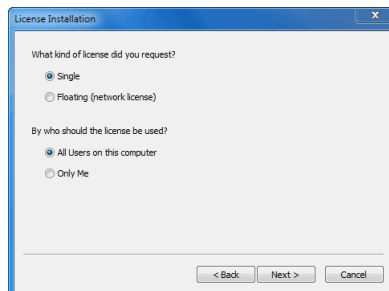 License Installation
x
What kind of license did you request?
Single
Floating (network license)
By who should the license be used?
All Users on this computer
Only Me
< Back Next > Cancel